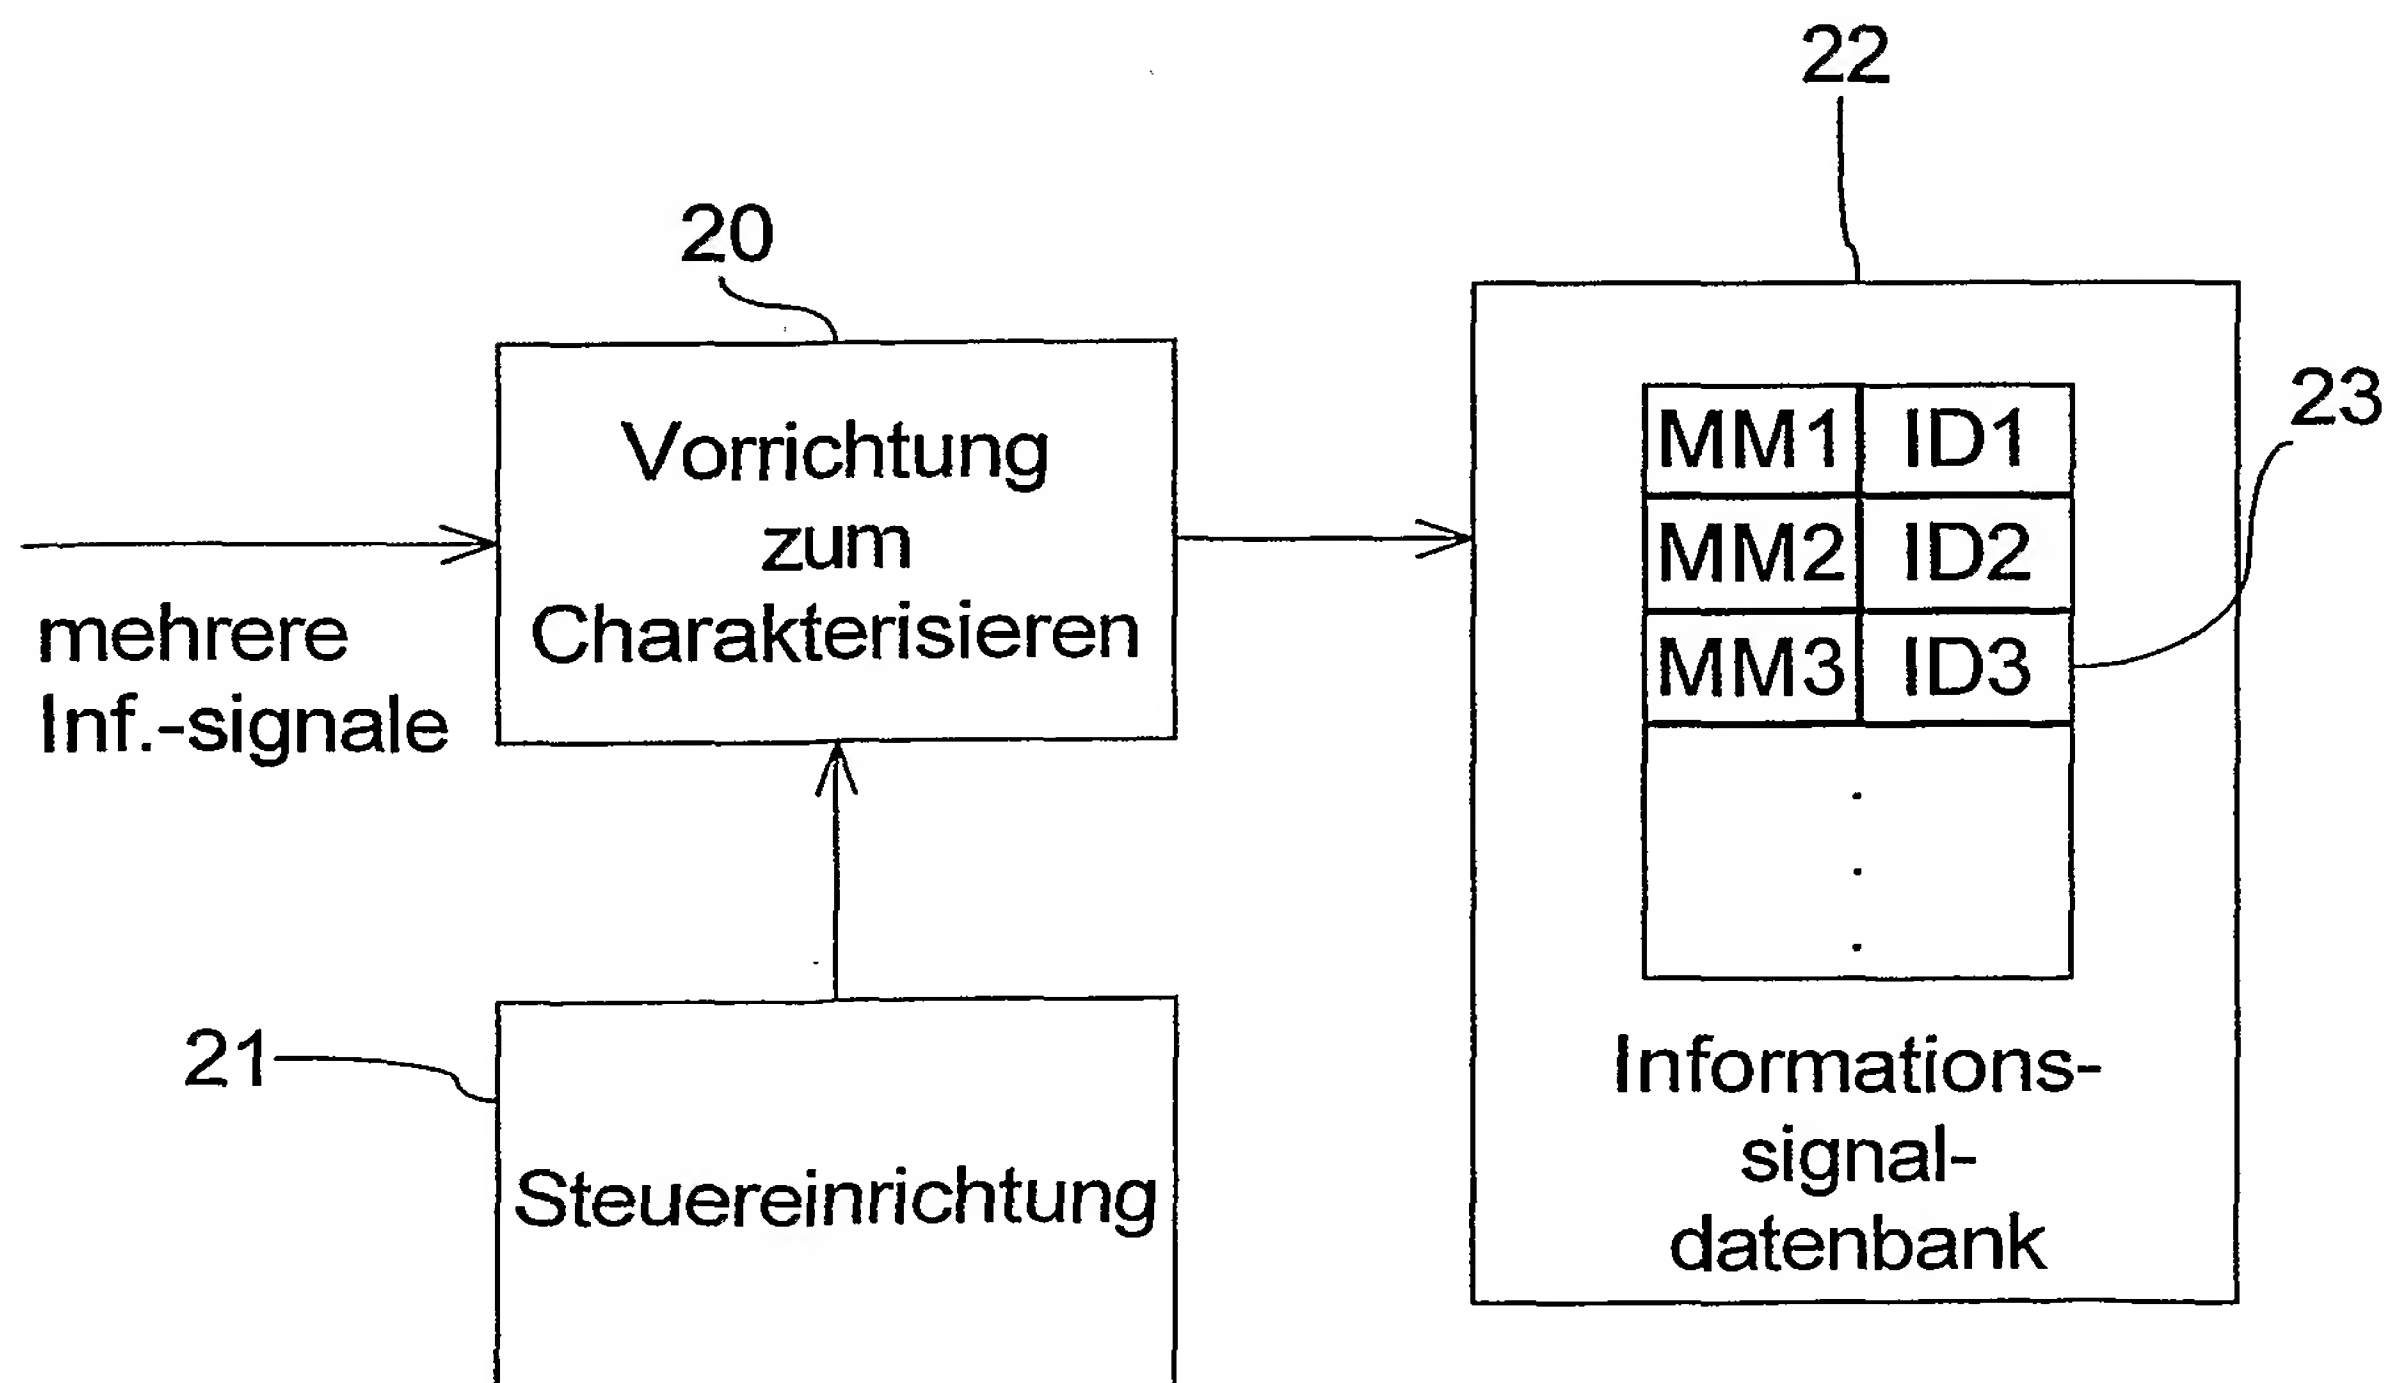 22
20
Vorrichtung
zum
Charakterisieren
mehrere
Inf.-signale
23
MM1 ID1
MM2 ID2
MM3 ID3
.
.
.
Informations-
signal-
datenbank
21
Steuereinrichtung